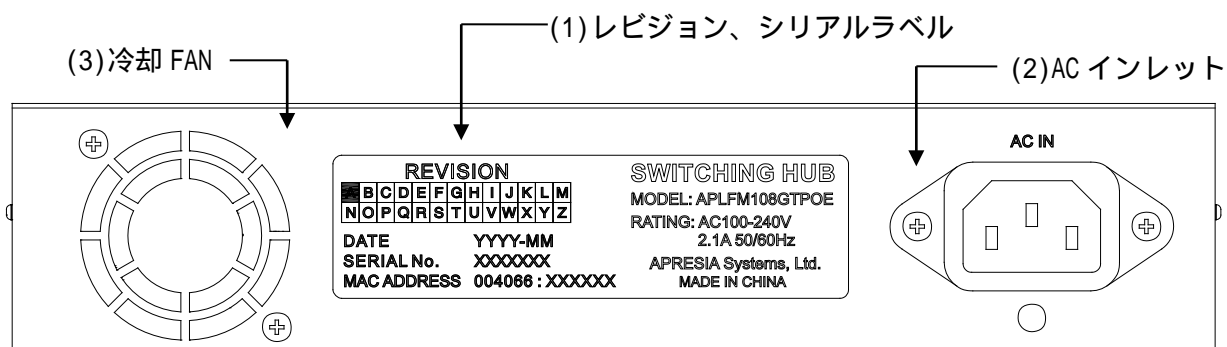 (1)レビジョン、シリアルラベル
(3)冷却 FAN
(2)AC インレット
AC IN
REVISION
B C D E F G H I J K L M
N O P Q R S T U V W X Y Z
DATE YYYY-MM
SERIAL No. XXXXXXX
MAC ADDRESS 004066 : XXXXXX
SWITCHING HUB
MODEL: APLFM108GTPOE
RATING: AC100-240V
2.1A 50/60Hz
APRESIA Systems, Ltd.
MADE IN CHINA